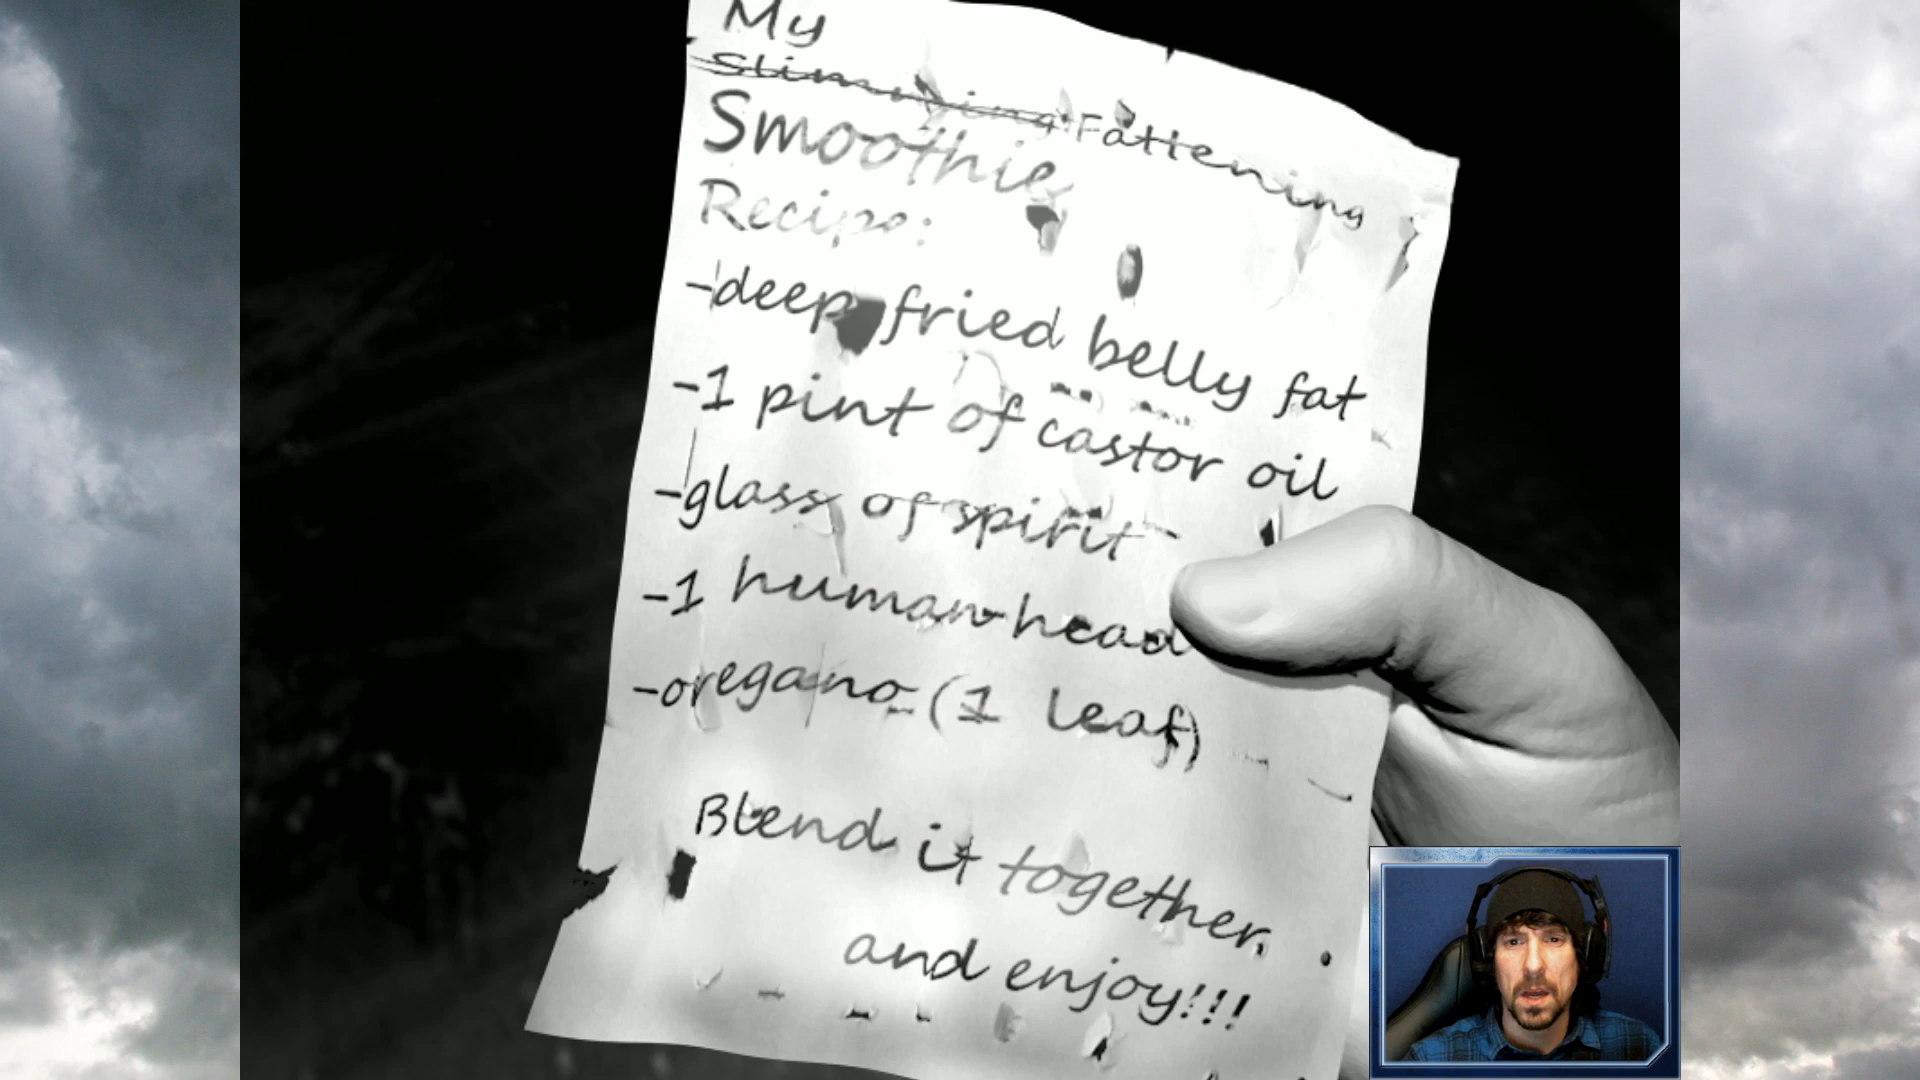 My
Slimming Fattening
Smoothie
Recipe:
-deep fried belly fat
-1 pint of castor oil
-glass of spirit
-1 human head
-oregano (1 leaf)
Blend it together
and enjoy!!!